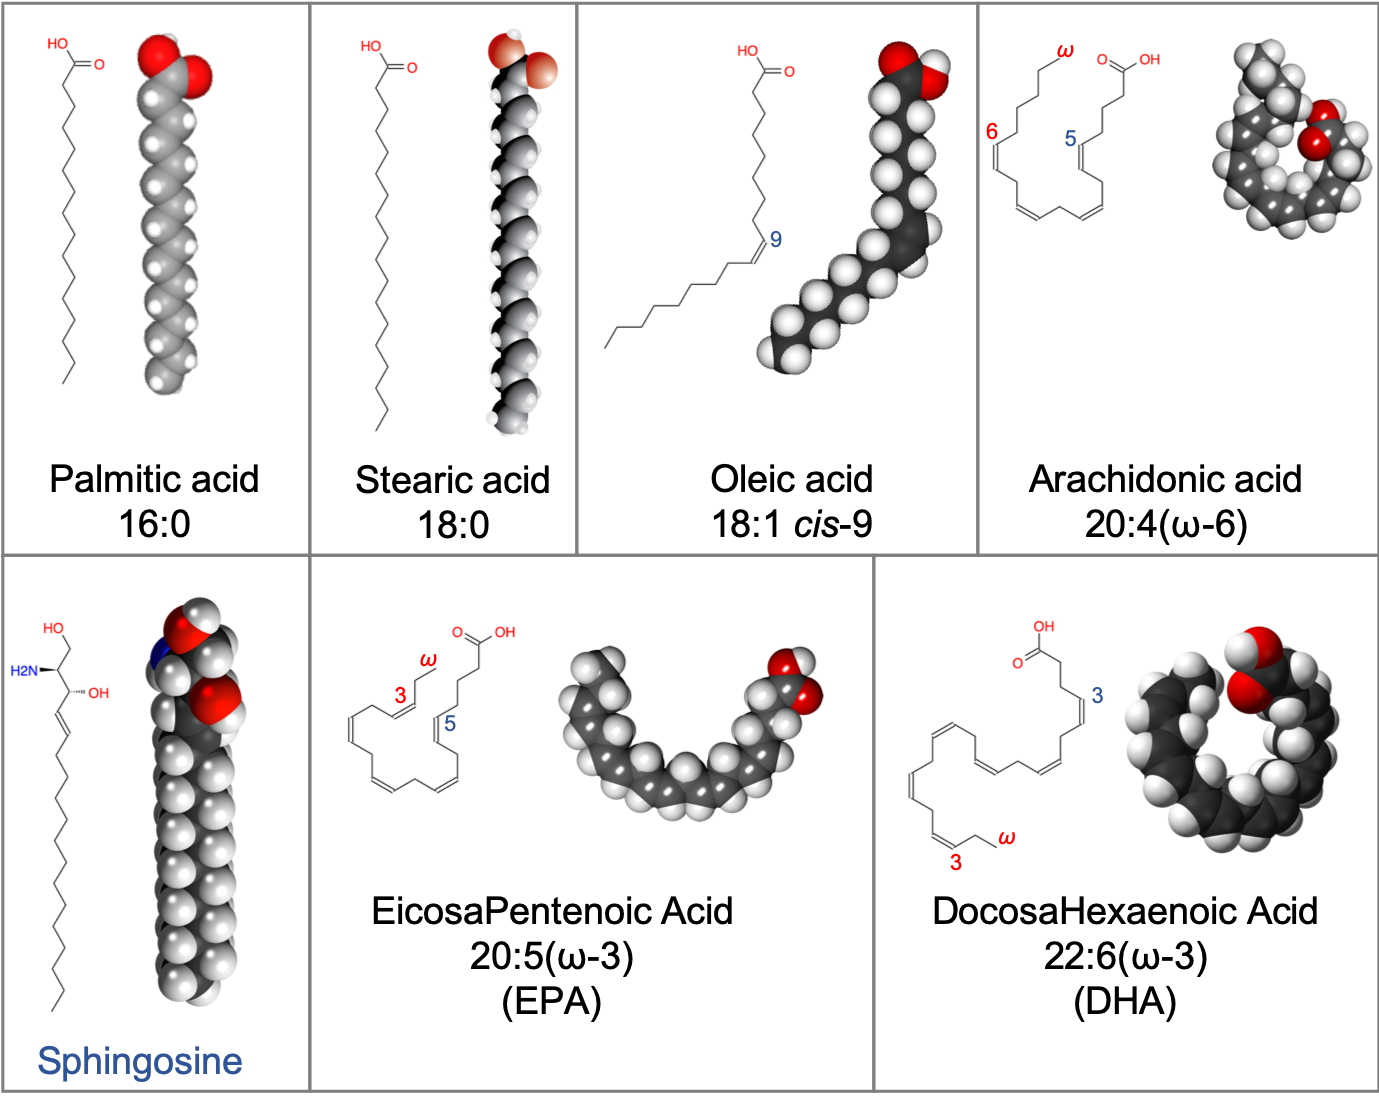 HO
O
Palmitic acid
16:0
HO
O
Stearic acid
18:0
HO
O
9
Oleic acid
18:1 cis-9
ω
O
OH
6
5
Arachidonic acid
20:4(ω-6)
HO
H2N
OH
Sphingosine
O
OH
ω
3
5
EicosaPentenoic Acid
20:5(ω-3)
(EPA)
OH
O
3
ω
3
DocosaHexaenoic Acid
22:6(ω-3)
(DHA)